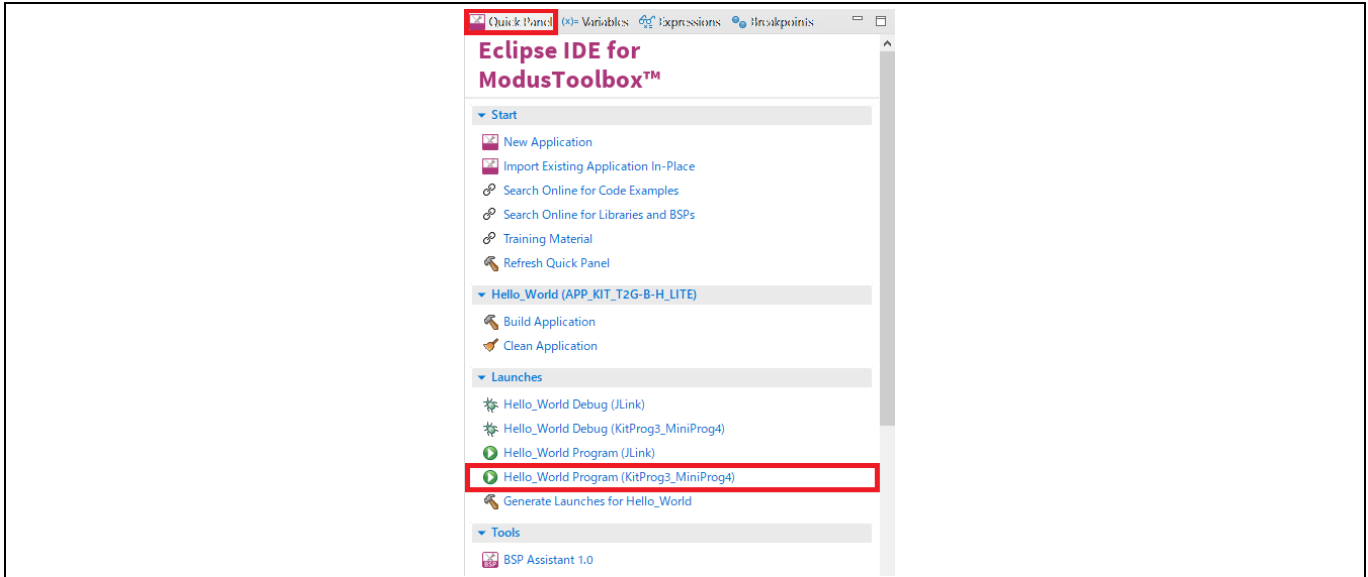 Quick Panel (x)= Variables Expressions Breakpoints
Eclipse IDE for
ModusToolbox™
Start
New Application
Import Existing Application In-Place
Search Online for Code Examples
Search Online for Libraries and BSPs
Training Material
Refresh Quick Panel
Hello_World (APP_KIT_T2G-B-H_LITE)
Build Application
Clean Application
Launches
Hello_World Debug (JLink)
Hello_World Debug (KitProg3_MiniProg4)
Hello_World Program (JLink)
Hello_World Program (KitProg3_MiniProg4)
Generate Launches for Hello_World
Tools
BSP BSP Assistant 1.0